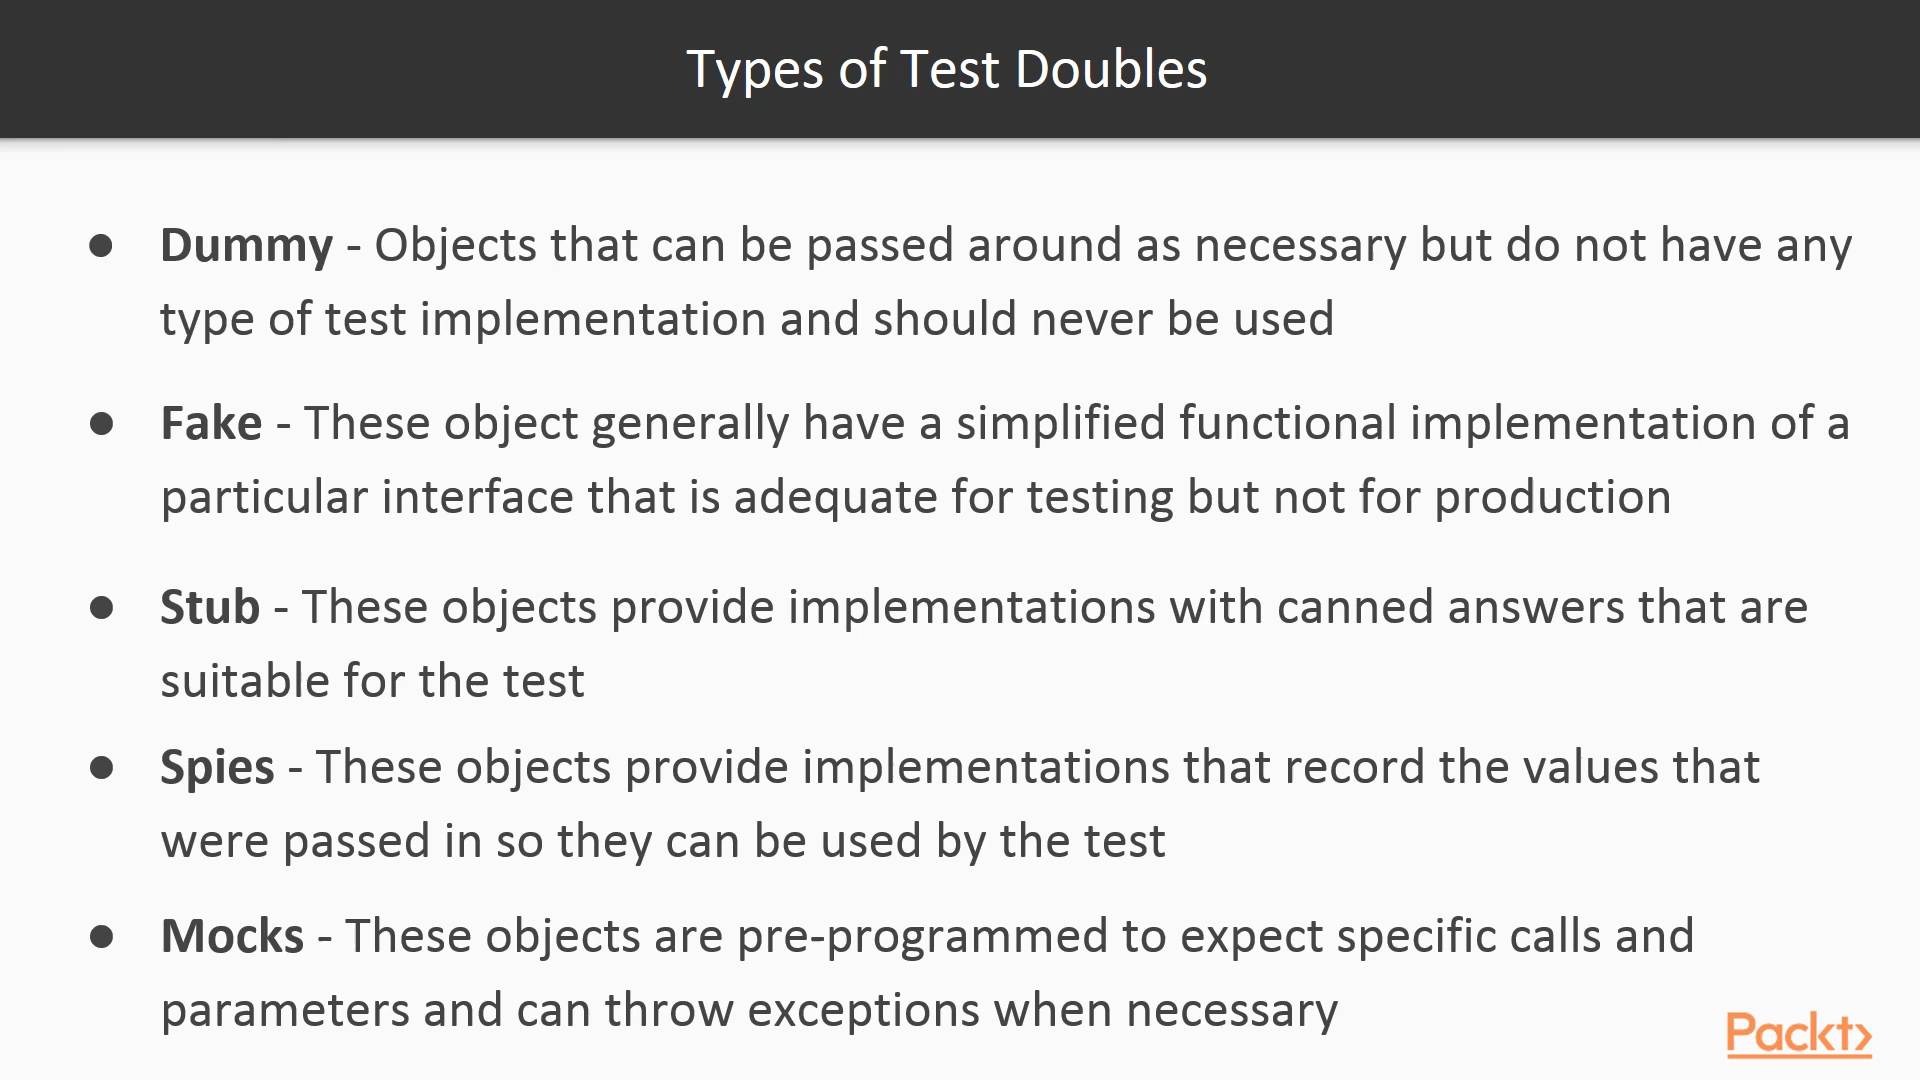 Types of Test Doubles
● Dummy - Objects that can be passed around as necessary but do not have any
type of test implementation and should never be used
● Fake - These object generally have a simplified functional implementation of a
particular interface that is adequate for testing but not for production
● Stub - These objects provide implementations with canned answers that are
suitable for the test
● Spies - These objects provide implementations that record the values that
were passed in so they can be used by the test
● Mocks - These objects are pre-programmed to expect specific calls and
parameters and can throw exceptions when necessary
Packt>